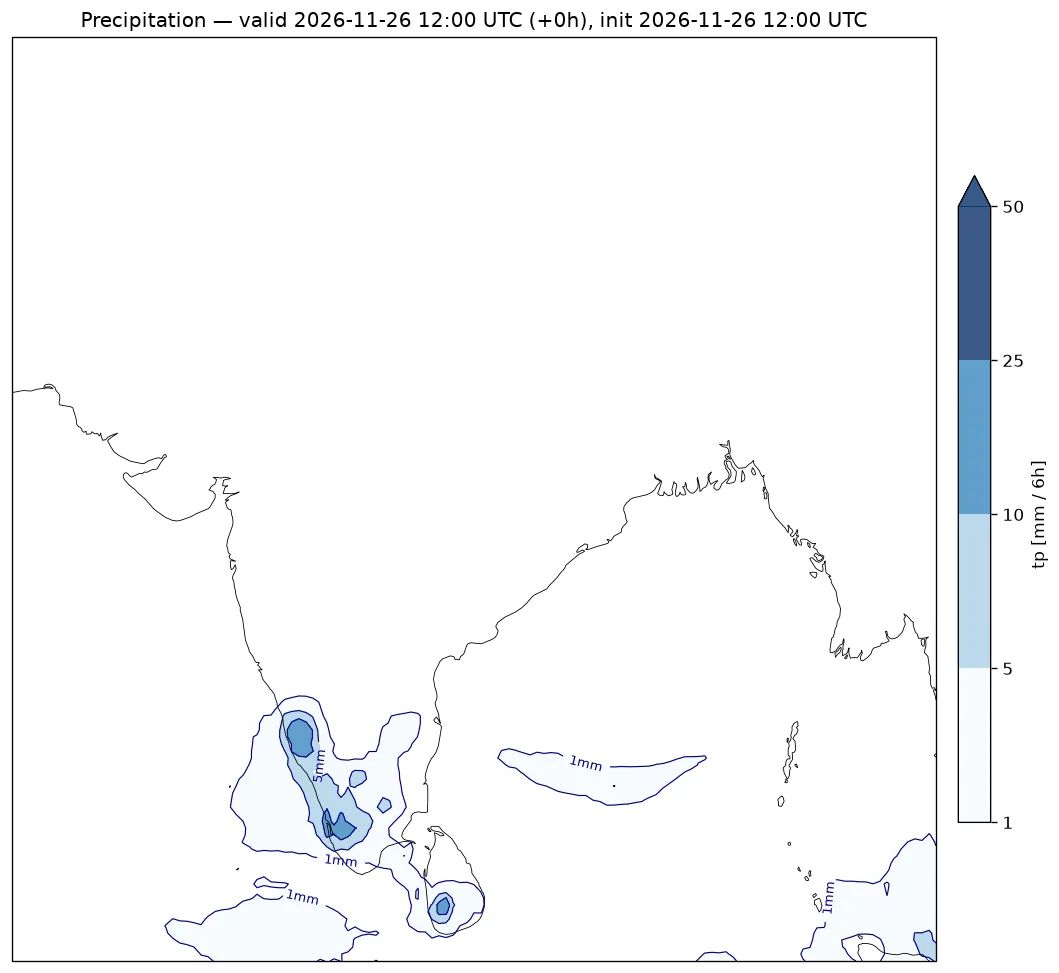 Precipitation — valid 2026-11-26 12:00 UTC (+0h), init 2026-11-26 12:00 UTC
50
25
10
5
1
tp [mm / 6h]
5mm
1mm
1mm
1mm
1mm